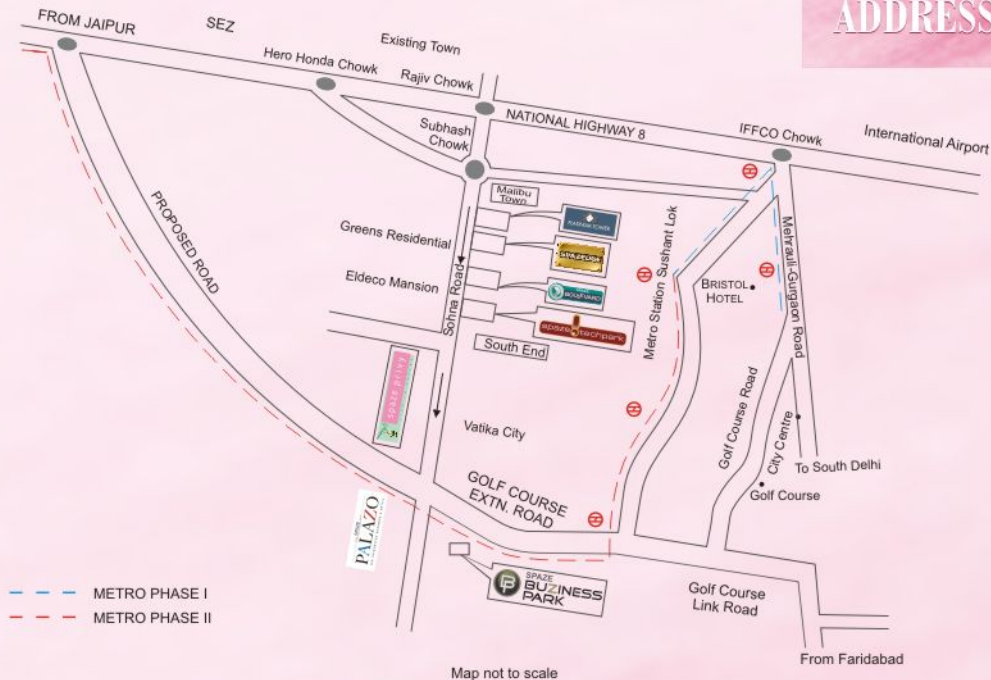 ADDRESS
FROM JAIPUR
SEZ
Existing Town
Hero Honda Chowk
Rajiv Chowk
NATIONAL HIGHWAY 8
IFFCO Chowk
International Airport
Subhash
Chowk
Malibu
Town
PROPOSED ROAD
Greens Residential
Eldeco Mansion
Sohna Road
spaze i techpark
South End
Metro Station Sushant Lok
BRISTOL
HOTEL
Mehrauli-Gurgaon Road
spaze privy
Vatika City
Golf Course Road
City Centre
To South Delhi
Golf Course
GOLF COURSE
EXTN. ROAD
PALAZO
SPAZE
BUZINESS
PARK
Golf Course
Link Road
METRO PHASE I
METRO PHASE II
From Faridabad
Map not to scale